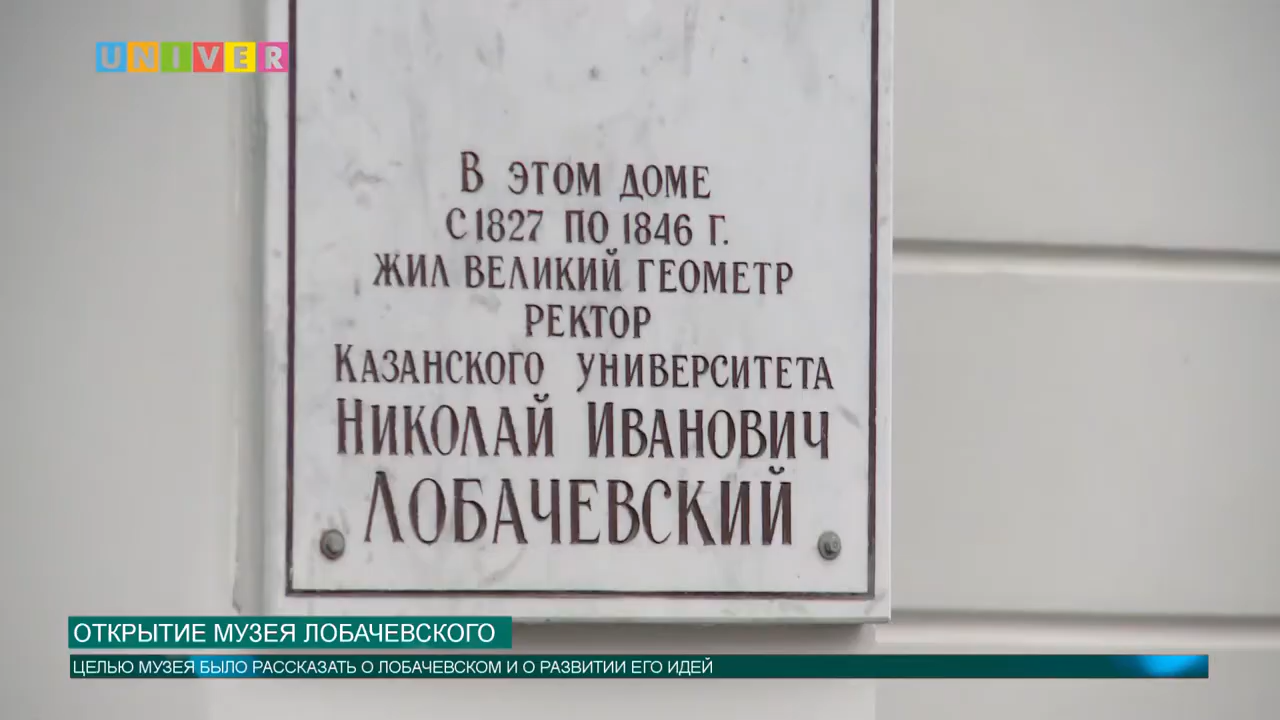 UNIVER
В ЭТОМ ДОМЕ
С 1827 ПО 1846 Г.
ЖИЛ ВЕЛИКИЙ ГЕОМЕТР
РЕКТОР
КАЗАНСКОГО УНИВЕРСИТЕТА
НИКОЛАЙ ИВАНОВИЧ
ЛОБАЧЕВСКИЙ
ОТКРЫТИЕ МУЗЕЯ ЛОБАЧЕВСКОГО
ЦЕЛЬЮ МУЗЕЯ БЫЛО РАССКАЗАТЬ О ЛОБАЧЕВСКОМ И О РАЗВИТИИ ЕГО ИДЕЙ